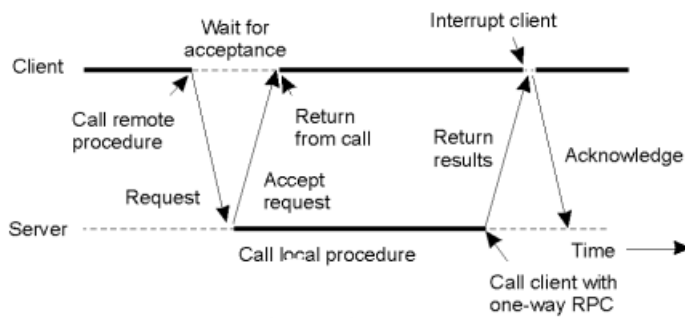 Interrupt client
Wait for
acceptance
Client
Call remote
procedure
Return
from call
Return
results
Acknowledge
Request
Accept
request
Server
Time
Call local procedure
Call client with
one-way RPC